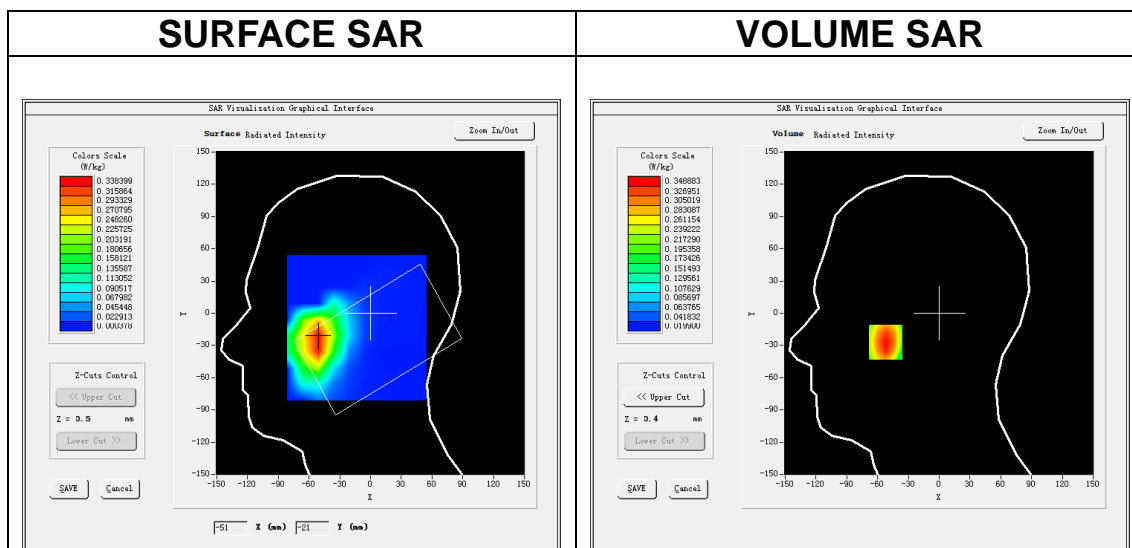 SURFACE SAR
VOLUME SAR
SAR Visualisation Graphical Interface
Surface Radiated Intensity
Zoom In/Out
Colors Scale
(W/kg)
0.338399
0.315864
0.293329
0.270795
0.248260
0.225725
0.203191
0.180656
0.158121
0.135587
0.113052
0.090517
0.067982
0.045448
0.022913
0.000378
Z-Cuts Control
<< Upper Cut
Z = 0.5 mm
Lower Cut >>
SAVE Cancel
150
120
90
60
30
0
-30
-60
-90
-120
-150
Y
-150 -120 -90 -60 -30 0 30 60 90 120 150
X
-51 X (mm) -21 Y (mm)
SAR Visualisation Graphical Interface
Volume Radiated Intensity
Zoom In/Out
Colors Scale
(W/kg)
0.348883
0.326951
0.305019
0.283087
0.261154
0.239222
0.217290
0.195358
0.173426
0.151493
0.129561
0.107629
0.085697
0.063765
0.041832
0.019900
Z-Cuts Control
<< Upper Cut
Z = 0.4 mm
Lower Cut >>
SAVE Cancel
150
120
90
60
30
0
-30
-60
-90
-120
-150
Y
-150 -120 -90 -60 -30 0 30 60 90 120 150
X